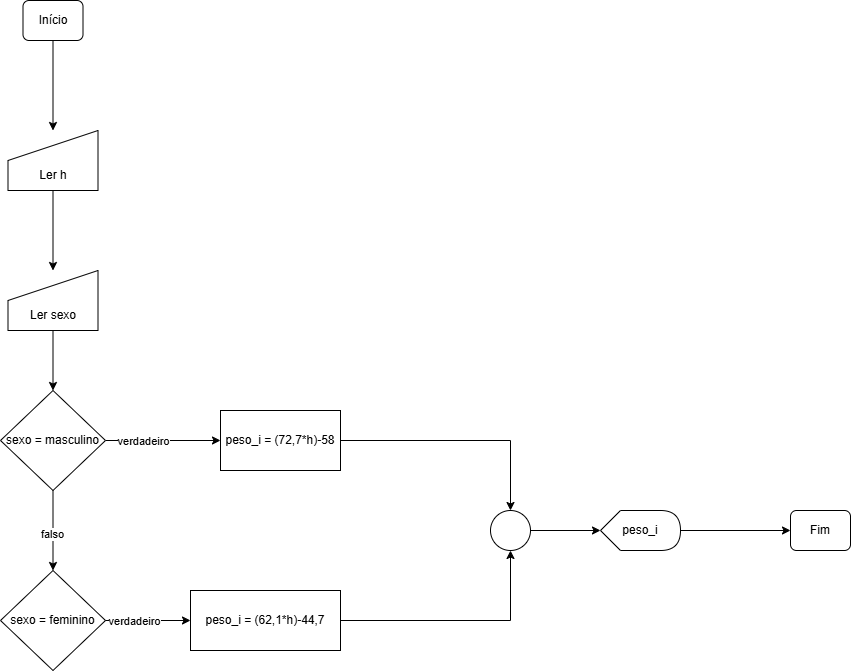 Início
Ler h
Ler sexo
sexo = masculino
verdadeiro
peso_i = (72,7*h)-58
falso
peso_i
Fim
sexo = feminino
verdadeiro
peso_i = (62,1*h)-44,7